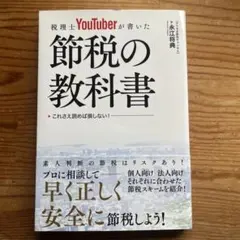 税理士YouTuberが書いた
永江将典
節税の
教科書
これさえ読めば損しない！
素人判断の節税はリスクあり！
プロに相談して
早く正しく
安全に節税しよう！
個人向け 法人向け
それぞれに合わせた
節税スキームを紹介！